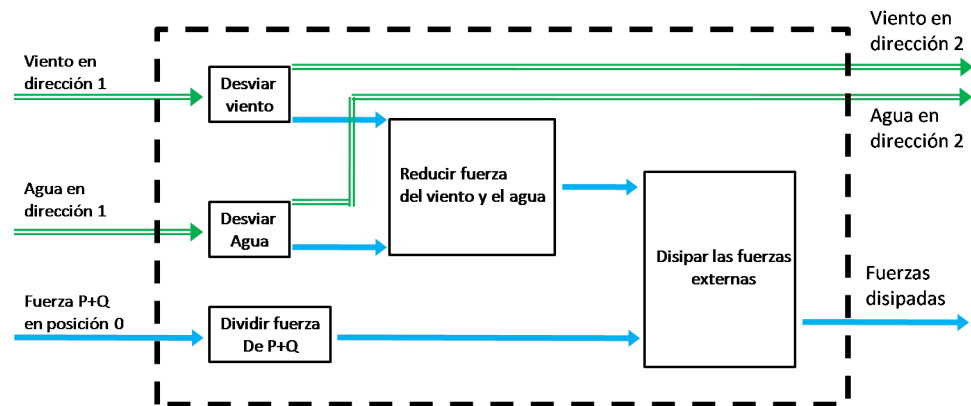 Viento en
dirección 1
Desviar
viento
Viento en
dirección 2
Agua en
dirección 2
Reducir fuerza
del viento y el agua
Agua en
dirección 1
Desviar
Agua
Disipar las fuerzas
externas
Fuerzas
disipadas
Fuerza P+Q
en posición 0
Dividir fuerza
De P+Q